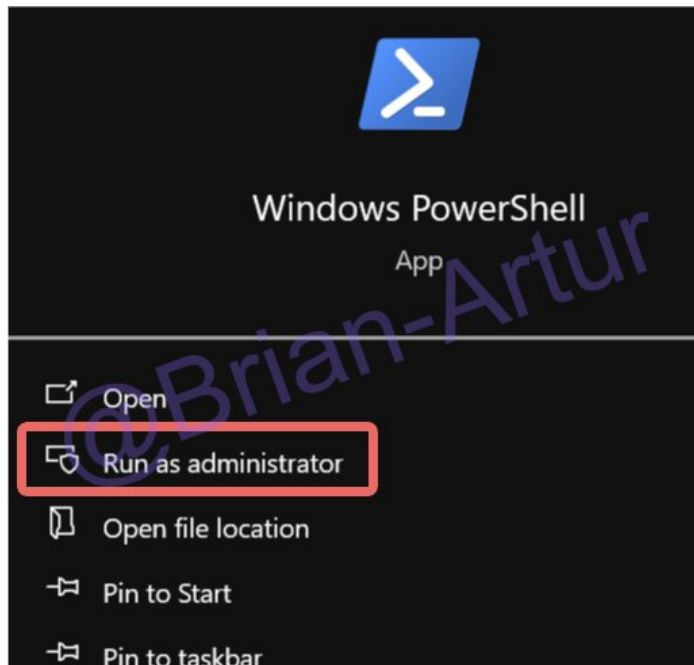 Windows PowerShell
App
@Brian-Artur
Open
Run as administrator
Open file location
Pin to Start
Pin to taskbar